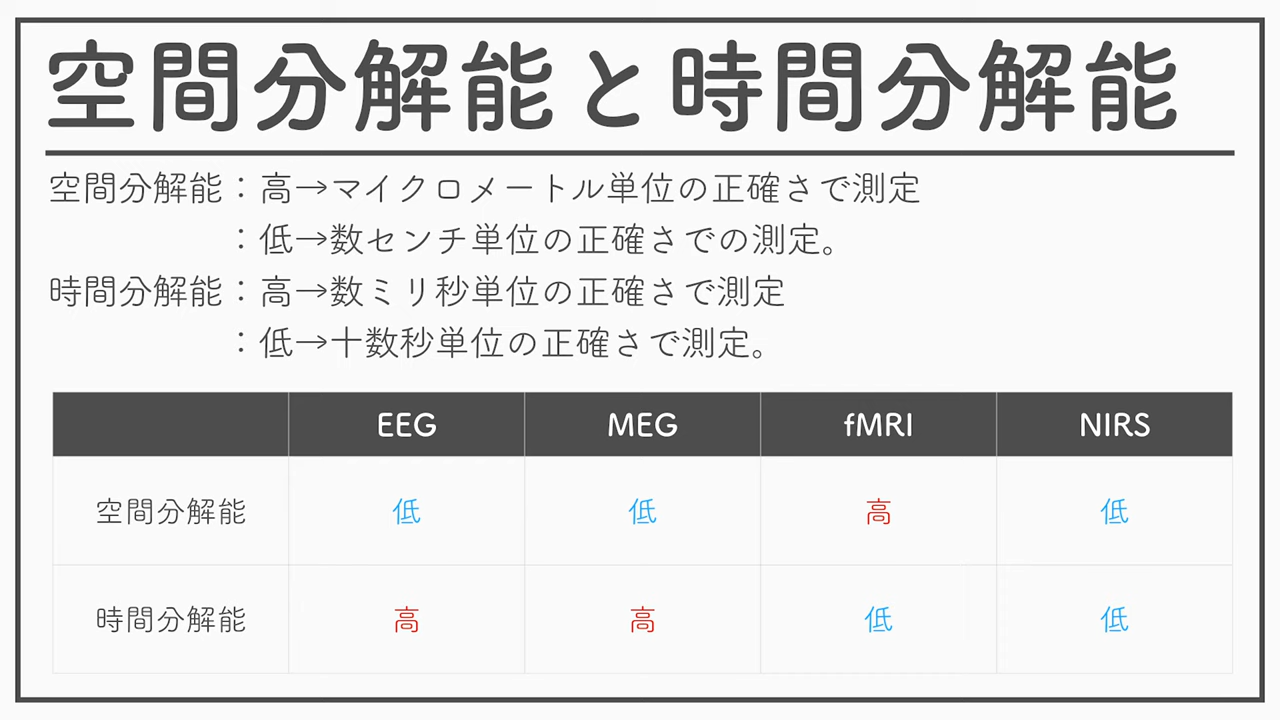 空間分解能と時間分解能
空間分解能：高→マイクロメートル単位の正確さで測定
：低→数センチ単位の正確さでの測定。
時間分解能：高→数ミリ秒単位の正確さで測定
：低→十数秒単位の正確さで測定。
EEG MEG fMRI NIRS
空間分解能 低 低 高 低
時間分解能 高 高 低 低